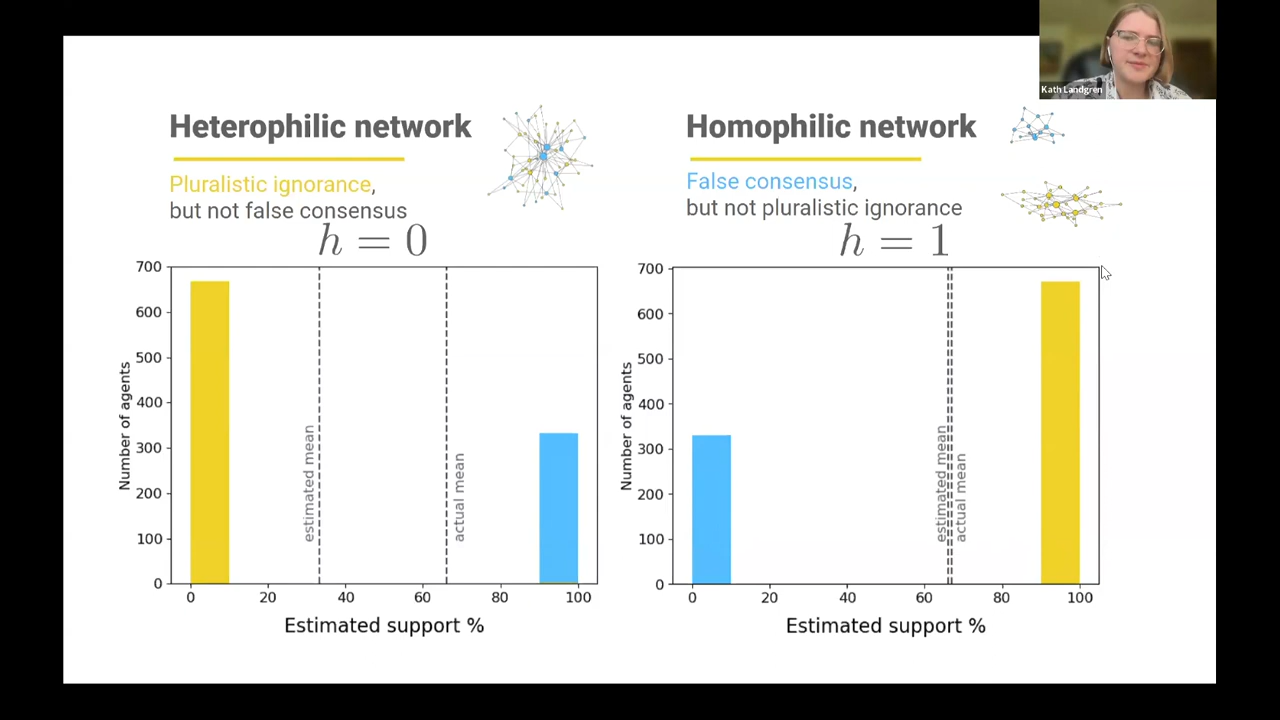 Kath Landgren
Heterophilic network
Pluralistic ignorance,
but not false consensus
h = 0
700
600
500
400
300
200
100
0
Number of agents
estimated mean
actual mean
0 20 40 60 80 100
Estimated support %
Homophilic network
False consensus,
but not pluralistic ignorance
h = 1
700
600
500
400
300
200
100
0
Number of agents
estimated mean
actual mean
0 20 40 60 80 100
Estimated support %